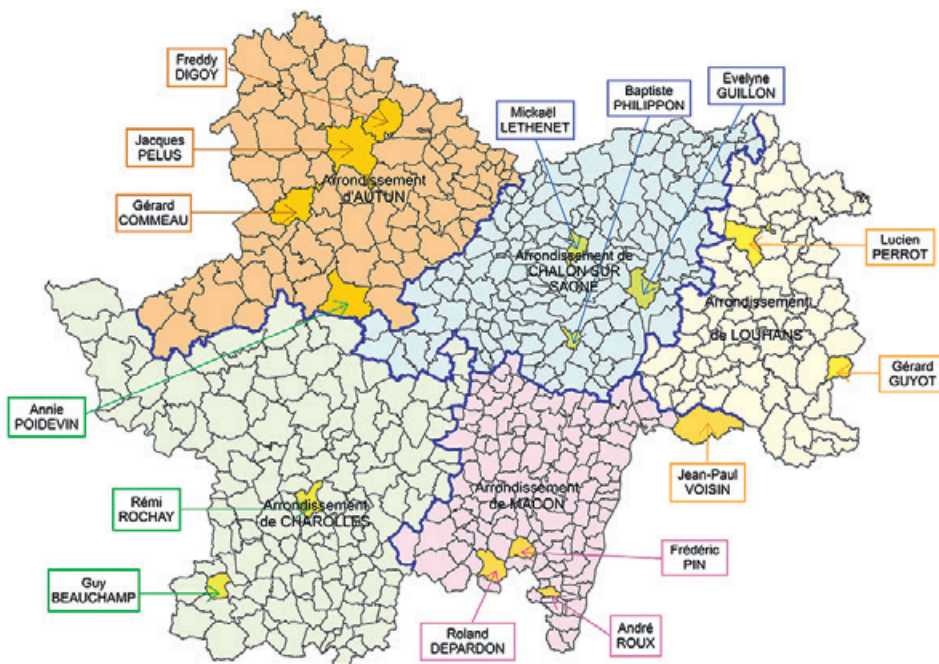 Freddy
DIGOY
Jacques
PELUS
Gérard
COMMEAU
Mickaël
LETHENET
Baptiste
PHILIPPON
Evelyne
GUILLON
Lucien
PERROT
Gérard
GUYOT
Jean-Paul
VOISIN
Annie
POIDEVIN
Rémi
ROCHAY
Guy
BEAUCHAMP
Roland
DEPARDON
Frédéric
PIN
André
ROUX
Arrondissement
d'AUTUN
Arrondissement de
CHALON SUR
SAONE
Arrondissement
de LOUHANS
Arrondissement
de CHAROLLES
Arrondissement
de MACON